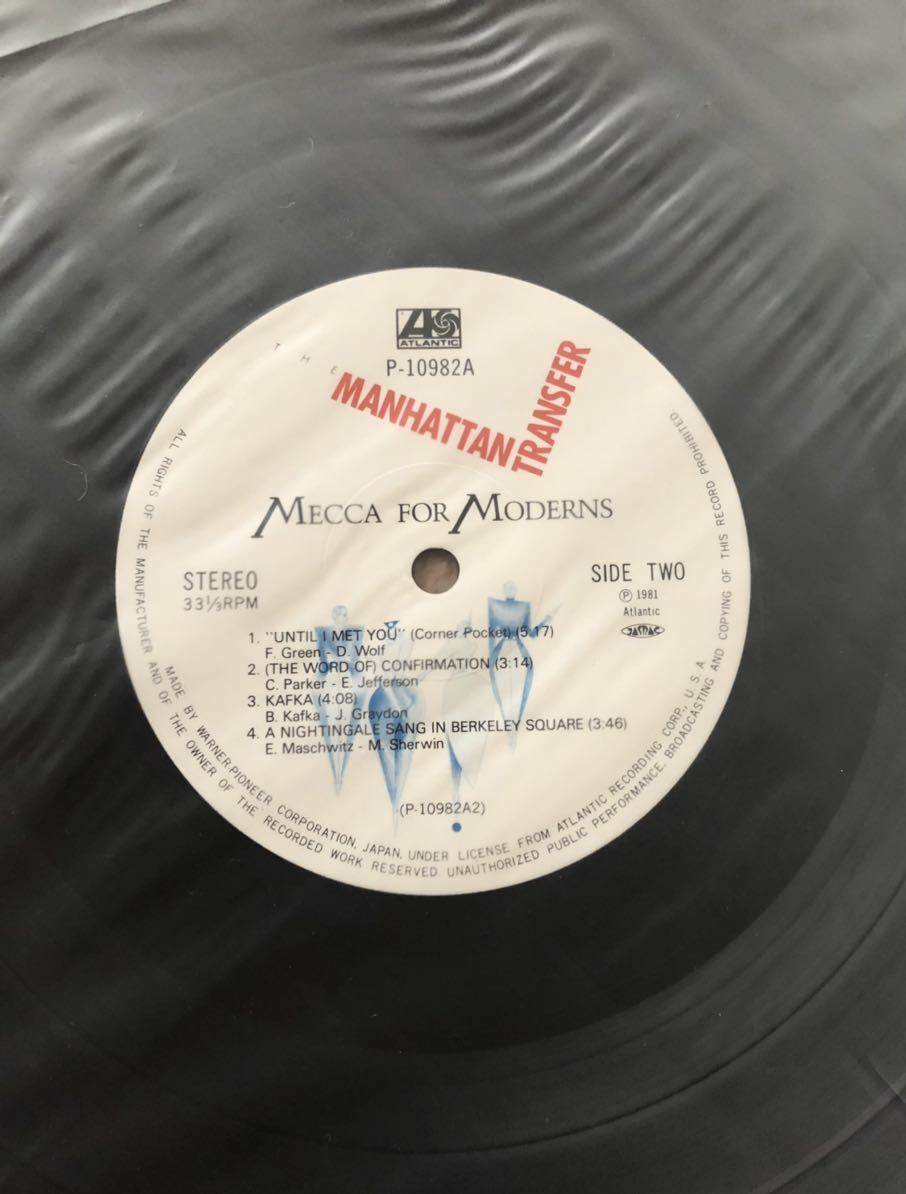 ATLANTIC
P-10982A
THE
MANHATTAN
TRANSFER
MECCA FOR MODERNS
STEREO
33⅓RPM
SIDE TWO
Ⓟ 1981
Atlantic
JASRAC
1. "UNTIL I MET YOU" (Corner Pocket) (5:17)
F. Green - D. Wolf
2. (THE WORD OF) CONFIRMATION (3:14)
C. Parker - E. Jefferson
3. KAFKA (4:08)
B. Kafka - J. Graydon
4. A NIGHTINGALE SANG IN BERKELEY SQUARE (3:46)
E. Maschwitz - M. Sherwin
(P-10982A2)
MADE BY WARNER-PIONEER CORPORATION, JAPAN, UNDER LICENSE FROM ATLANTIC RECORDING CORP., U.S.A.
ALL RIGHTS OF THE MANUFACTURER AND OF THE OWNER OF THE RECORDED WORK RESERVED. UNAUTHORIZED PUBLIC PERFORMANCE, BROADCASTING AND COPYING OF THIS RECORD PROHIBITED.